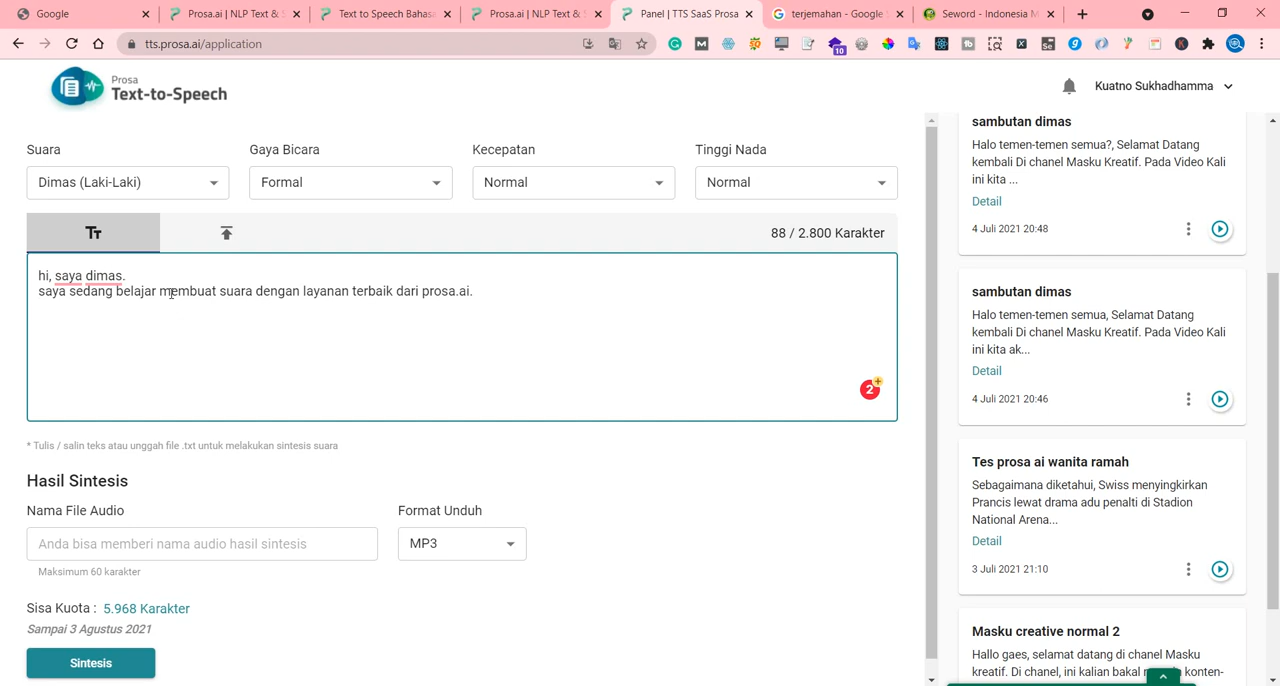 Google
Prosa.ai | NLP Text & S
Text to Speech Bahasa
Prosa.ai | NLP Text & S
Panel | TTS SaaS Prosa
terjemahan - Google S
Seword - Indonesia M
tts.prosa.ai/application
10
Prosa
Text-to-Speech
Kuatno Sukhadhamma
Suara
Gaya Bicara
Kecepatan
Tinggi Nada
Dimas (Laki-Laki)
Formal
Normal
Normal
88 / 2.800 Karakter
hi, saya dimas.
saya sedang belajar membuat suara dengan layanan terbaik dari prosa.ai.
2
* Tulis / salin teks atau unggah file .txt untuk melakukan sintesis suara
Hasil Sintesis
Nama File Audio
Format Unduh
Anda bisa memberi nama audio hasil sintesis
MP3
Maksimum 60 karakter
Sisa Kuota : 5.968 Karakter
Sampai 3 Agustus 2021
Sintesis
sambutan dimas
Halo temen-temen semua?, Selamat Datang
kembali Di chanel Masku Kreatif. Pada Video Kali
ini kita ...
Detail
4 Juli 2021 20:48
sambutan dimas
Halo temen-temen semua, Selamat Datang
kembali Di chanel Masku Kreatif. Pada Video Kali
ini kita ak...
Detail
4 Juli 2021 20:46
Tes prosa ai wanita ramah
Sebagaimana diketahui, Swiss menyingkirkan
Prancis lewat drama adu penalti di Stadion
National Arena...
Detail
3 Juli 2021 21:10
Masku creative normal 2
Hallo gaes, selamat datang di chanel Masku
kreatif. Di chanel, ini kalian bakal konten-